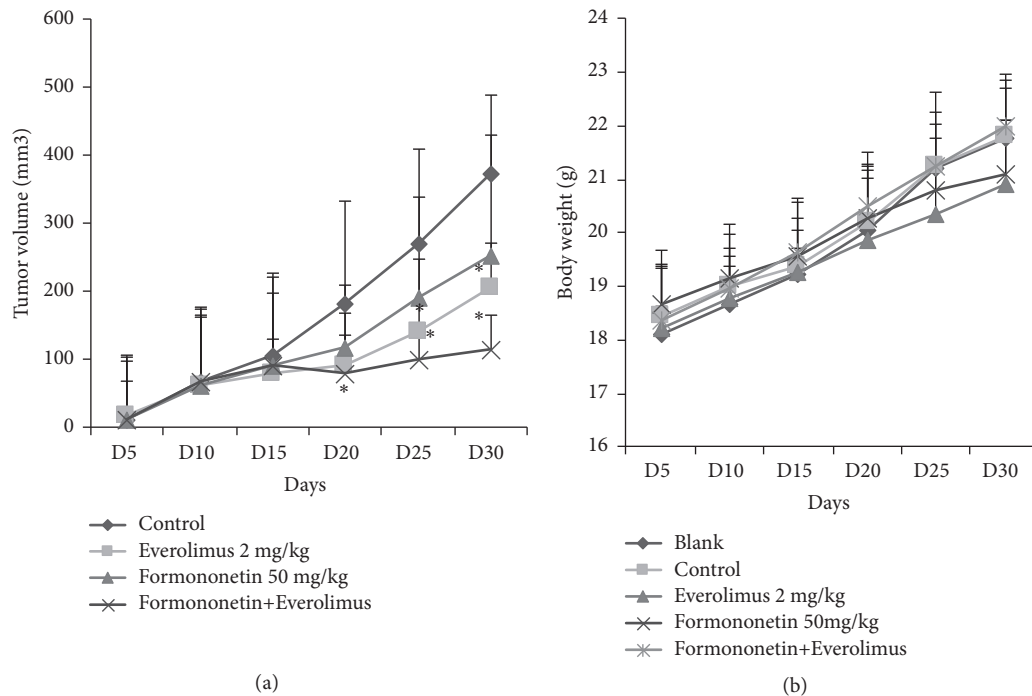 600
500
400
300
200
100
0
Tumor volume (mm3)
*
*
*
*
*
D5 D10 D15 D20 D25 D30
Days
Control
Everolimus 2 mg/kg
Formononetin 50 mg/kg
Formononetin+Everolimus
(a)
24
23
22
21
20
19
18
17
16
Body weight (g)
D5 D10 D15 D20 D25 D30
Days
Blank
Control
Everolimus 2 mg/kg
Formononetin 50mg/kg
Formononetin+Everolimus
(b)